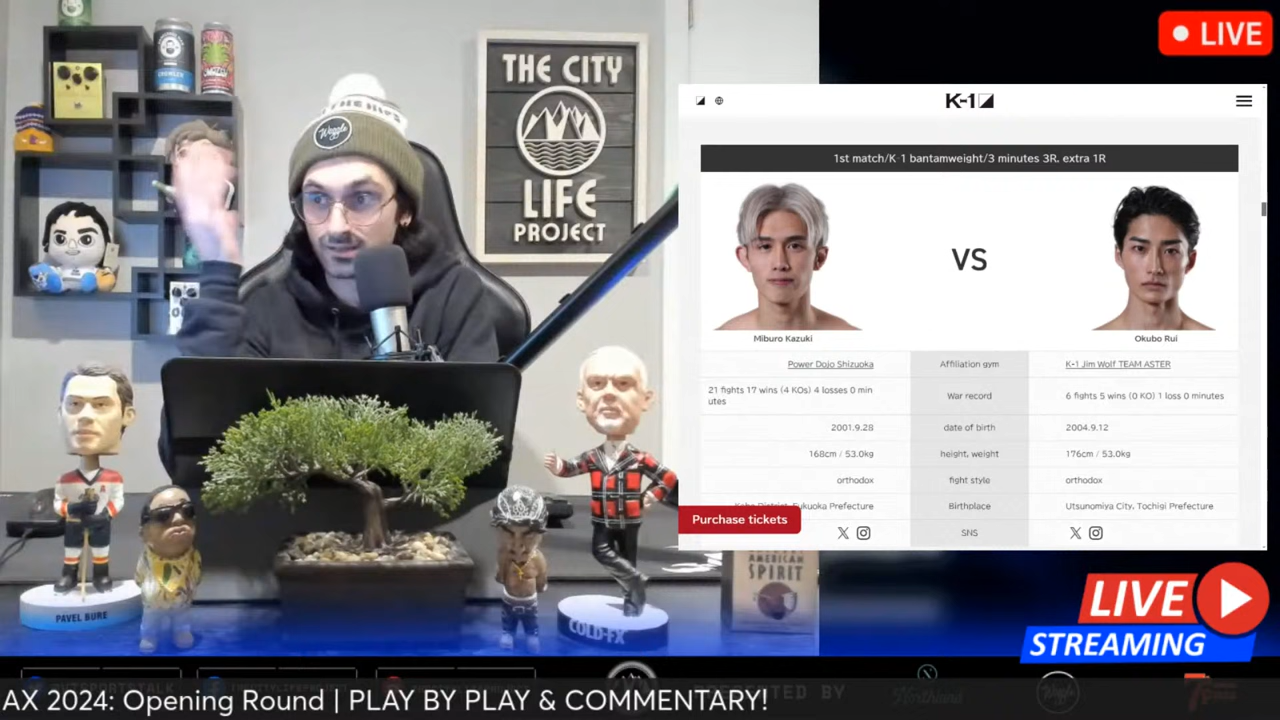 LIVE
THE CITY
LIFE
PROJECT
Weggle
K-1
1st match/K-1 bantamweight/3 minutes 3R, extra 1R
VS
Miburo Kazuki
Okubo Rui
Power Dojo Shizuoka
Affiliation gym
K-1 Jim Wolf TEAM ASTER
21 fights 17 wins (4 KOs) 4 losses 0 min
utes
War record
6 fights 5 wins (0 KO) 1 loss 0 minutes
2001.9.28
date of birth
2004.9.12
168cm / 53.0kg
height, weight
176cm / 53.0kg
orthodox
fight style
orthodox
Fukuoka Prefecture
Birthplace
Utsunomiya City, Tochigi Prefecture
Purchase tickets
SNS
AMERICAN
SPIRIT
PAVEL BURE
COLD-FX
LIVE
STREAMING
PRESENTED BY
AX 2024: Opening Round | PLAY BY PLAY & COMMENTARY!